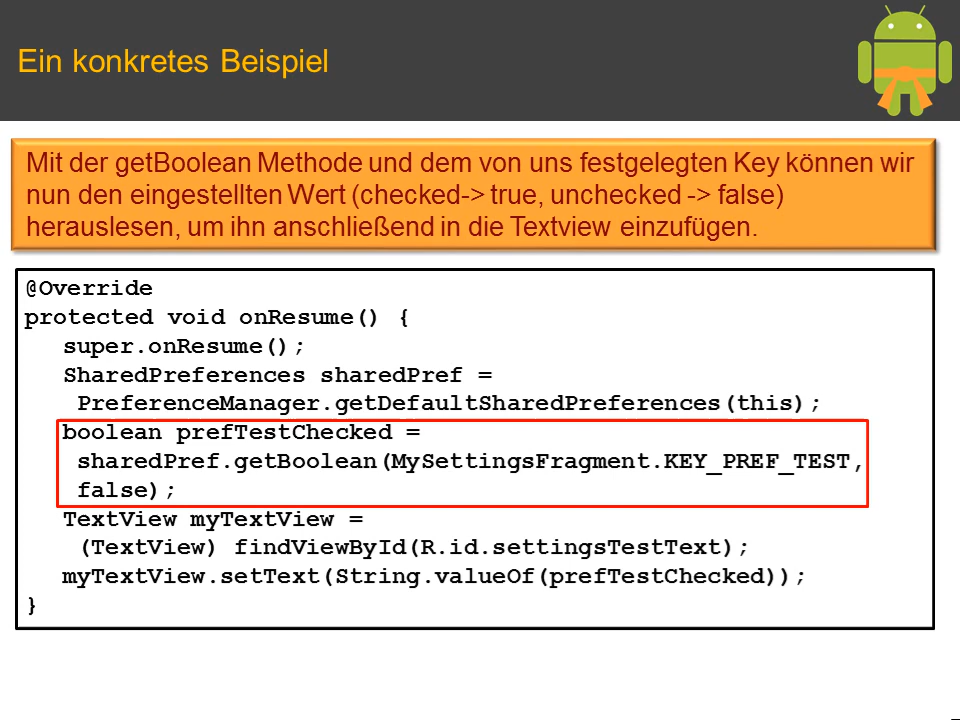 Ein konkretes Beispiel
Mit der getBoolean Methode und dem von uns festgelegten Key können wir
nun den eingestellten Wert (checked-> true, unchecked -> false)
herauslesen, um ihn anschließend in die Textview einzufügen.
@Override
protected void onResume() {
super.onResume();
SharedPreferences sharedPref =
PreferenceManager.getDefaultSharedPreferences(this);
boolean prefTestChecked =
sharedPref.getBoolean(MySettingsFragment.KEY_PREF_TEST,
false);
TextView myTextView =
(TextView) findViewById(R.id.settingsTestText);
myTextView.setText(String.valueOf(prefTestChecked));
}